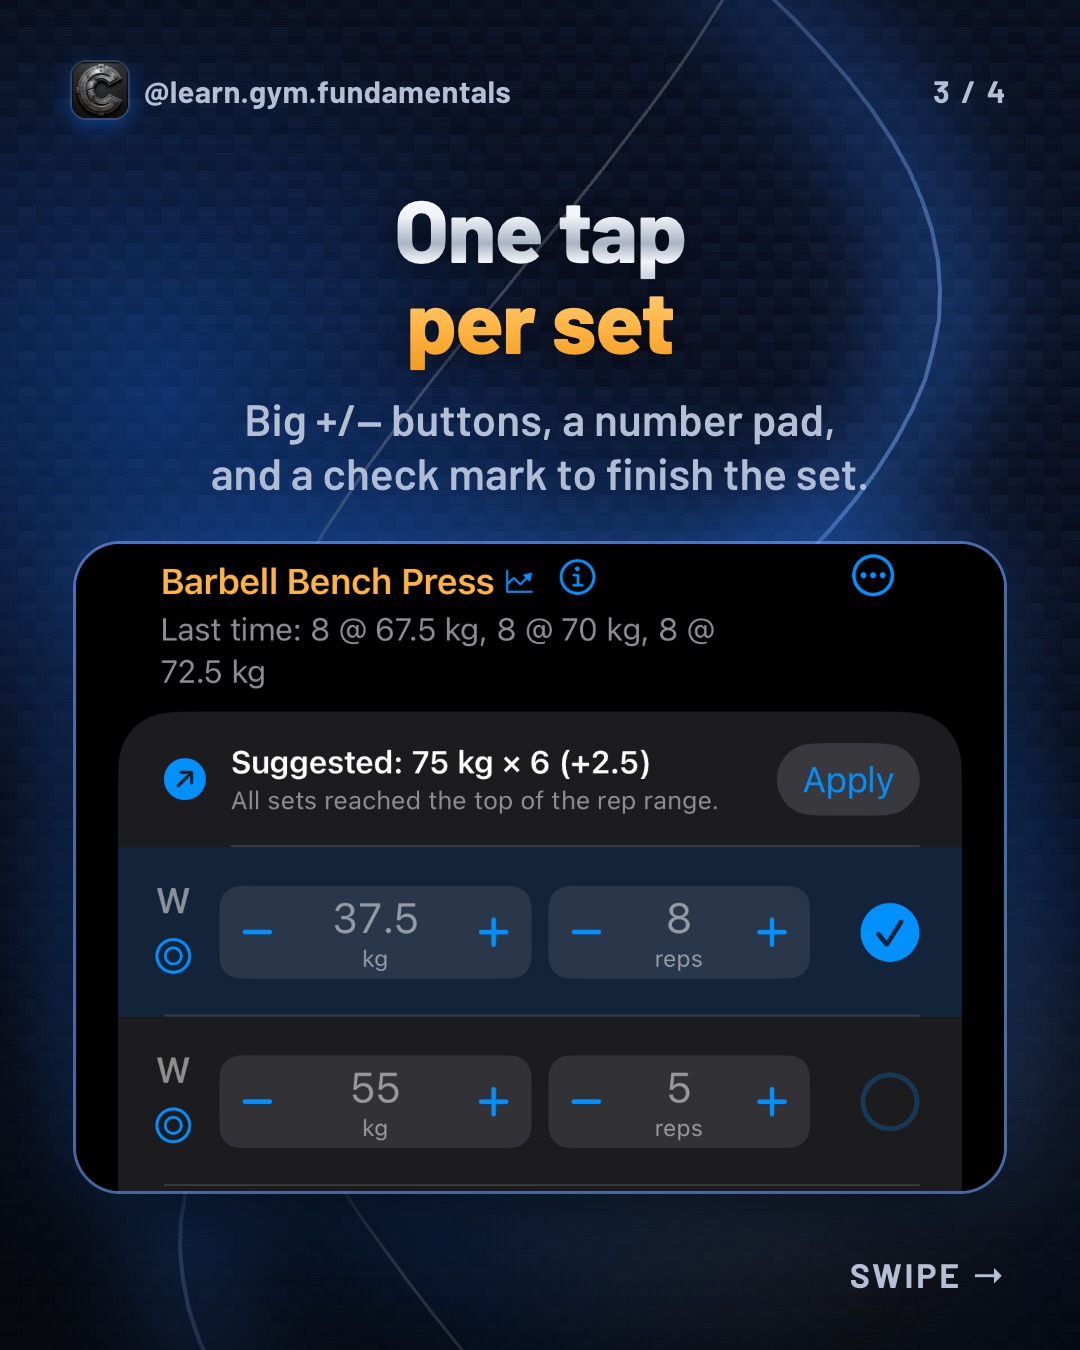 @learn.gym.fundamentals
3 / 4
One tap
per set
Big +/– buttons, a number pad,
and a check mark to finish the set.
Barbell Bench Press
Last time: 8 @ 67.5 kg, 8 @ 70 kg, 8 @
72.5 kg
Suggested: 75 kg × 6 (+2.5)
All sets reached the top of the rep range.
Apply
W
− 37.5 + − 8 +
kg reps
W
− 55 + − 5 +
kg reps
SWIPE →